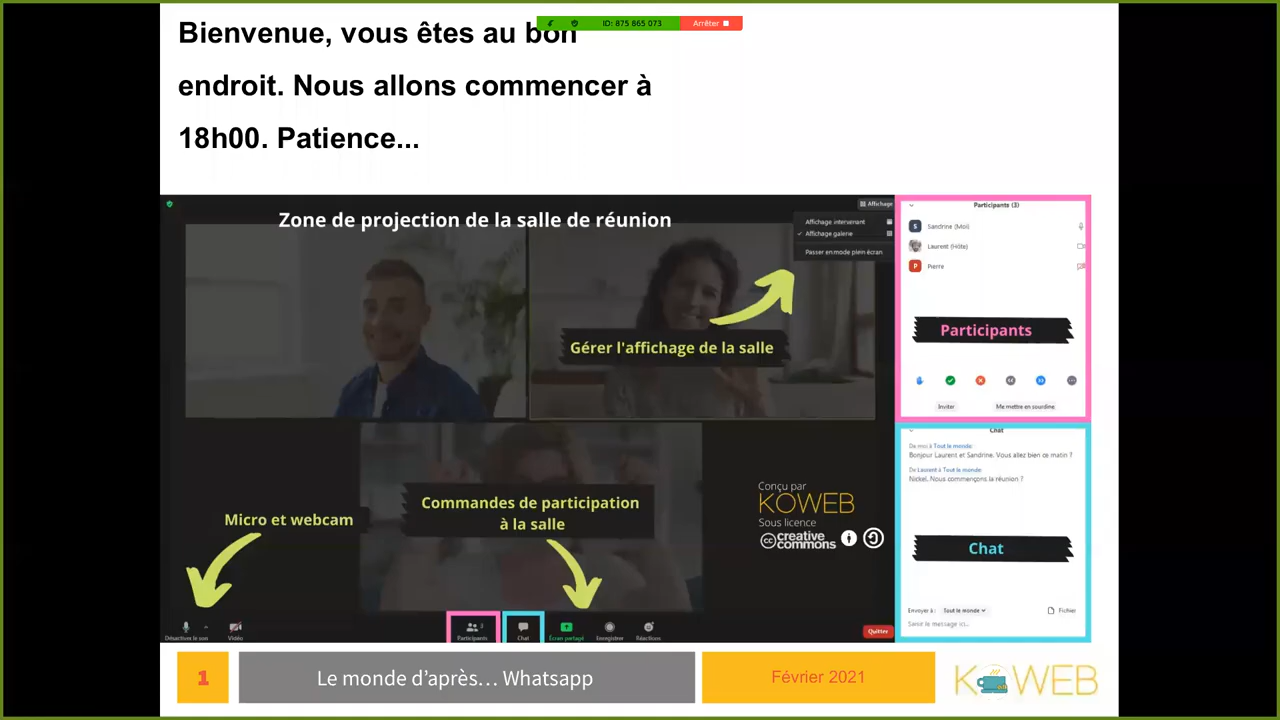 ID: 875 865 073
Arrêter
Bienvenue, vous êtes au bon
endroit. Nous allons commencer à
18h00. Patience...
Zone de projection de la salle de réunion
Affichage
Affichage intervenant
Affichage galerie
Passer en mode plein écran
Gérer l'affichage de la salle
Commandes de participation
à la salle
Micro et webcam
Conçu par
KOWEB
Sous licence
cc creative
commons
Désactiver le son
Vidéo
Participants
3
Chat
Écran partagé
Enregistrer
Réactions
Quitter
Participants (3)
S
Sandrine (Moi)
Laurent (Hôte)
P
Pierre
Participants
Inviter
Me mettre en sourdine
Chat
De moi à Tout le monde:
Bonjour Laurent et Sandrine. Vous allez bien ce matin ?
De Laurent à Tout le monde:
Nickel. Nous commençons la réunion ?
Chat
Envoyer à :
Tout le monde
Fichier
Saisir le message ici...
1
Le monde d'après… Whatsapp
Février 2021
KOWEB